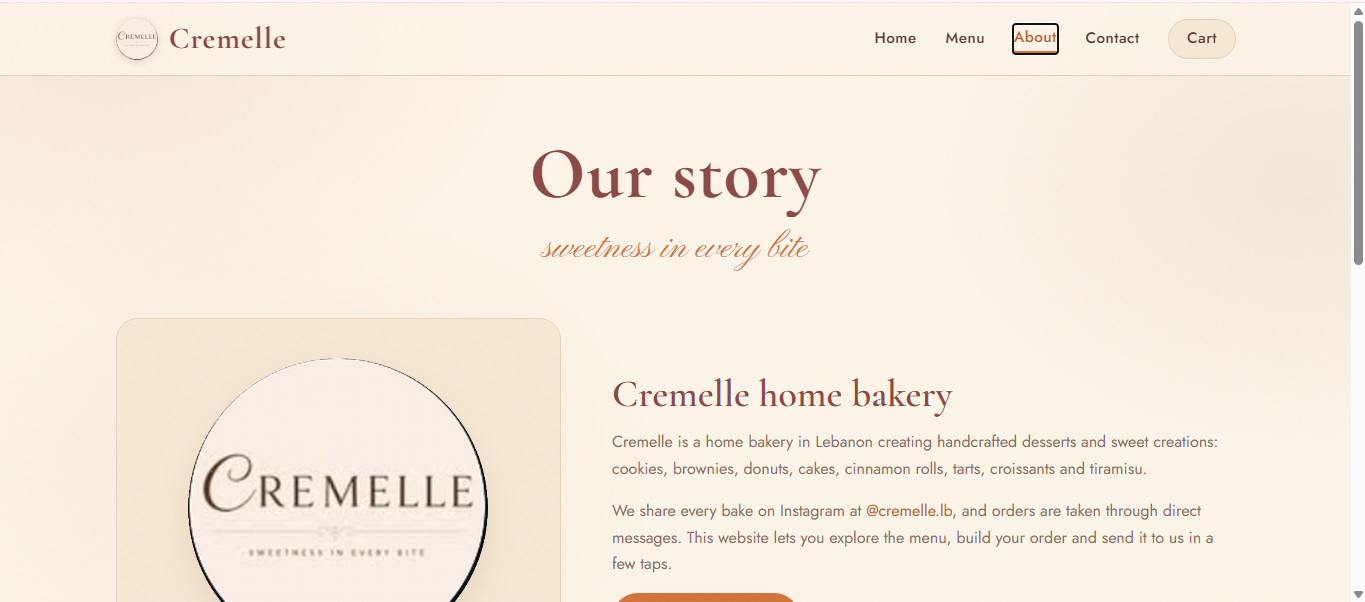 CREMELLE
Cremelle
Home
Menu
About
Contact
Cart
Our story
sweetness in every bite
CREMELLE
SWEETNESS IN EVERY BITE
Cremelle home bakery
Cremelle is a home bakery in Lebanon creating handcrafted desserts and sweet creations:
cookies, brownies, donuts, cakes, cinnamon rolls, tarts, croissants and tiramisu.
We share every bake on Instagram at @cremelle.lb, and orders are taken through direct
messages. This website lets you explore the menu, build your order and send it to us in a
few taps.